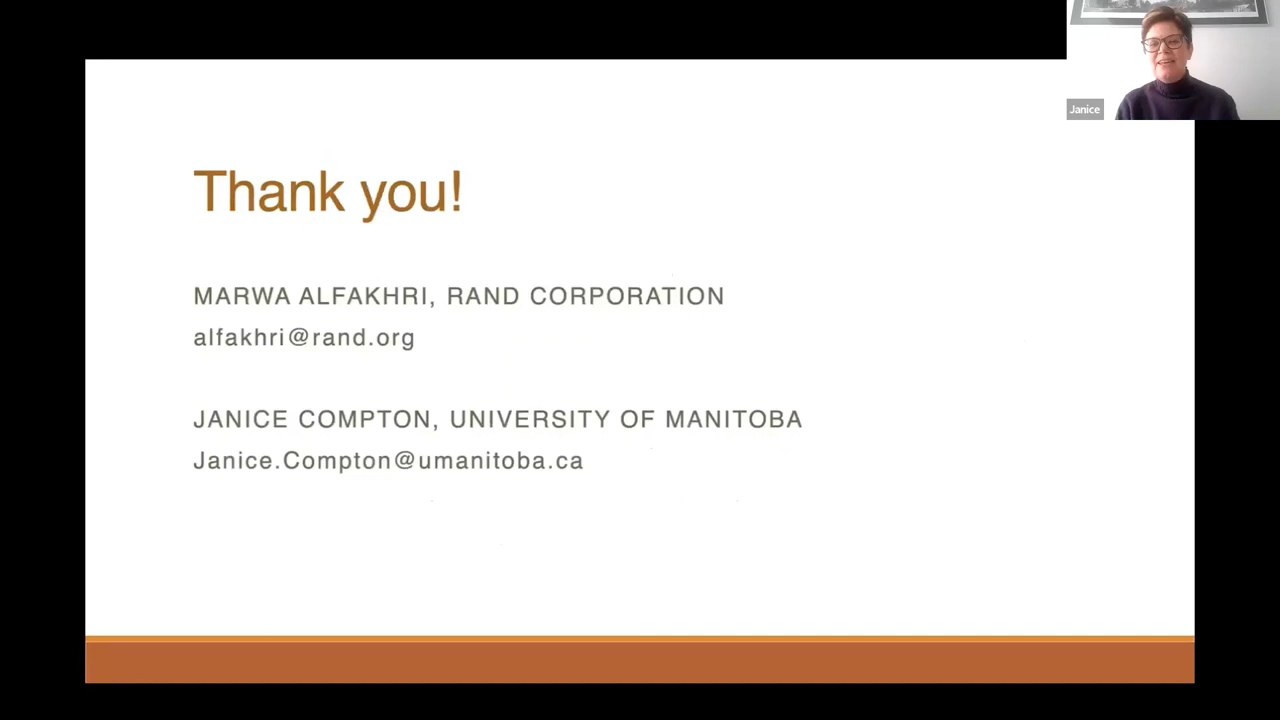 Janice
Thank you!
MARWA ALFAKHRI, RAND CORPORATION
alfakhri@rand.org
JANICE COMPTON, UNIVERSITY OF MANITOBA
Janice.Compton@umanitoba.ca